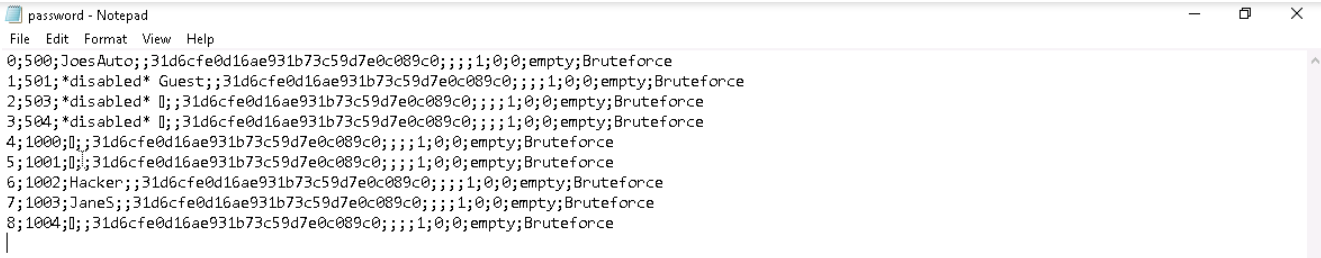 password - Notepad
File Edit Format View Help
0;500;JoesAuto;;31d6cfe0d16ae931b73c59d7e0c089c0;;;;1;0;0;empty;Bruteforce
1;501;*disabled* Guest;;31d6cfe0d16ae931b73c59d7e0c089c0;;;;1;0;0;empty;Bruteforce
2;503;*disabled* ▯;;31d6cfe0d16ae931b73c59d7e0c089c0;;;;1;0;0;empty;Bruteforce
3;504;*disabled* ▯;;31d6cfe0d16ae931b73c59d7e0c089c0;;;;1;0;0;empty;Bruteforce
4;1000;▯;;31d6cfe0d16ae931b73c59d7e0c089c0;;;;1;0;0;empty;Bruteforce
5;1001;▯;;31d6cfe0d16ae931b73c59d7e0c089c0;;;;1;0;0;empty;Bruteforce
6;1002;Hacker;;31d6cfe0d16ae931b73c59d7e0c089c0;;;;1;0;0;empty;Bruteforce
7;1003;JaneS;;31d6cfe0d16ae931b73c59d7e0c089c0;;;;1;0;0;empty;Bruteforce
8;1004;▯;;31d6cfe0d16ae931b73c59d7e0c089c0;;;;1;0;0;empty;Bruteforce